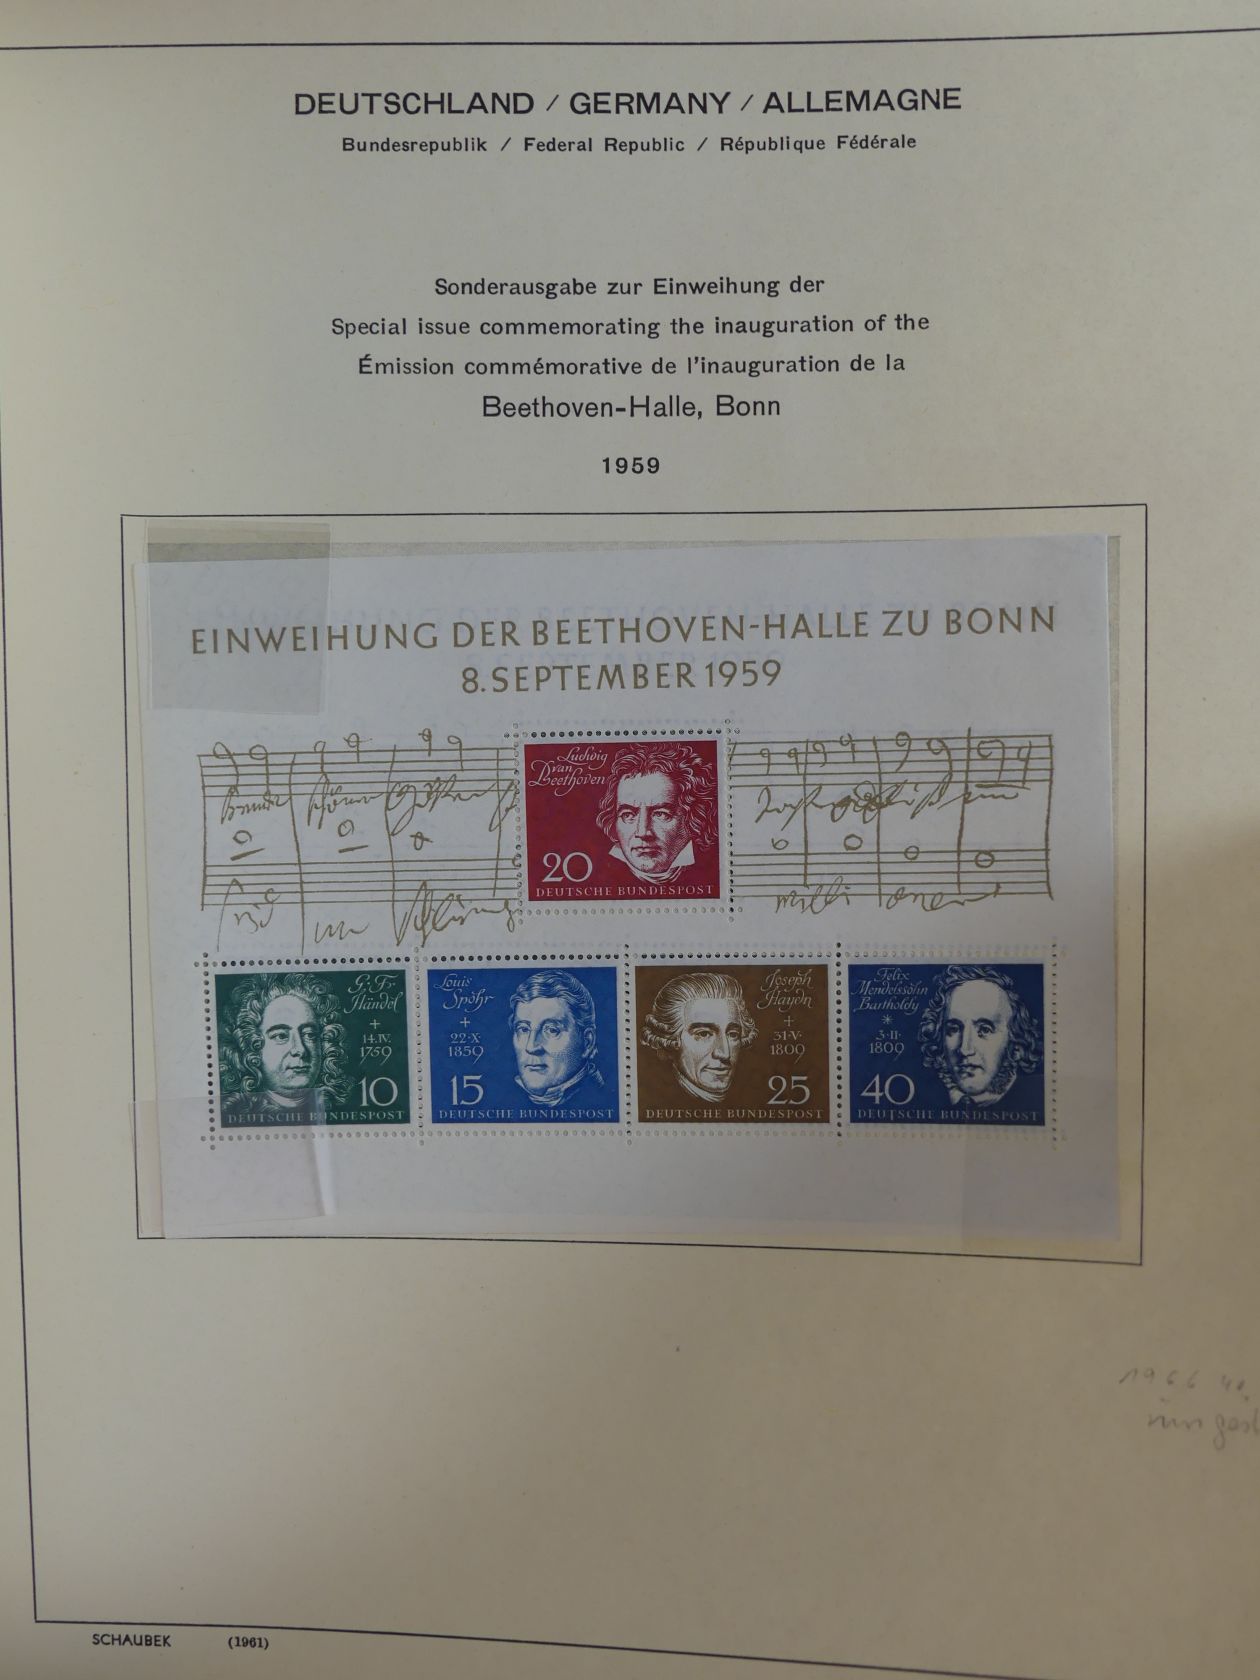 DEUTSCHLAND / GERMANY / ALLEMAGNE
Bundesrepublik / Federal Republic / République Fédérale
Sonderausgabe zur Einweihung der
Special issue commemorating the inauguration of the
Émission commémorative de l'inauguration de la
Beethoven-Halle, Bonn
1959
EINWEIHUNG DER BEETHOVEN-HALLE ZU BONN
8. SEPTEMBER 1959
Ludwig
van
Beethoven
20
DEUTSCHE BUNDESPOST
G. Fr.
Händel
+
14.IV.
1759
10
DEUTSCHE BUNDESPOST
Louis
Spohr
+
22·X·
1859
15
DEUTSCHE BUNDESPOST
Joseph
Haydn
+
31·V·
1809
25
DEUTSCHE BUNDESPOST
Felix
Mendelssohn
Bartholdy
*
3·II·
1809
40
DEUTSCHE BUNDESPOST
1966
SCHAUBEK (1961)